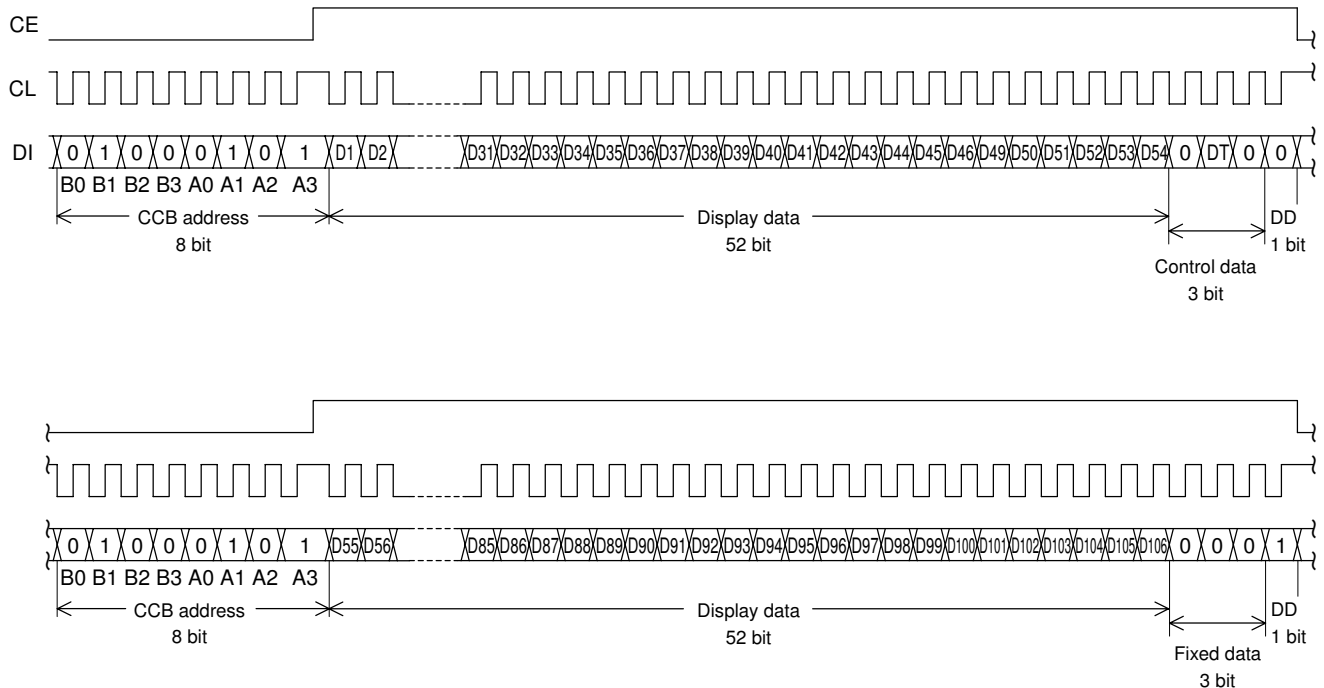 CE
CL
DI 0 1 0 0 0 1 0 1 D1 D2 D31 D32 D33 D34 D35 D36 D37 D38 D39 D40 D41 D42 D43 D44 D45 D46 D49 D50 D51 D52 D53 D54 0 DT 0 0
B0 B1 B2 B3 A0 A1 A2 A3
CCB address Display data DD
8 bit 52 bit 1 bit
Control data
3 bit
0 1 0 0 0 1 0 1 D55 D56 D85 D86 D87 D88 D89 D90 D91 D92 D93 D94 D95 D96 D97 D98 D99 D100 D101 D102 D103 D104 D105 D106 0 0 0 1
B0 B1 B2 B3 A0 A1 A2 A3
CCB address Display data DD
8 bit 52 bit 1 bit
Fixed data
3 bit